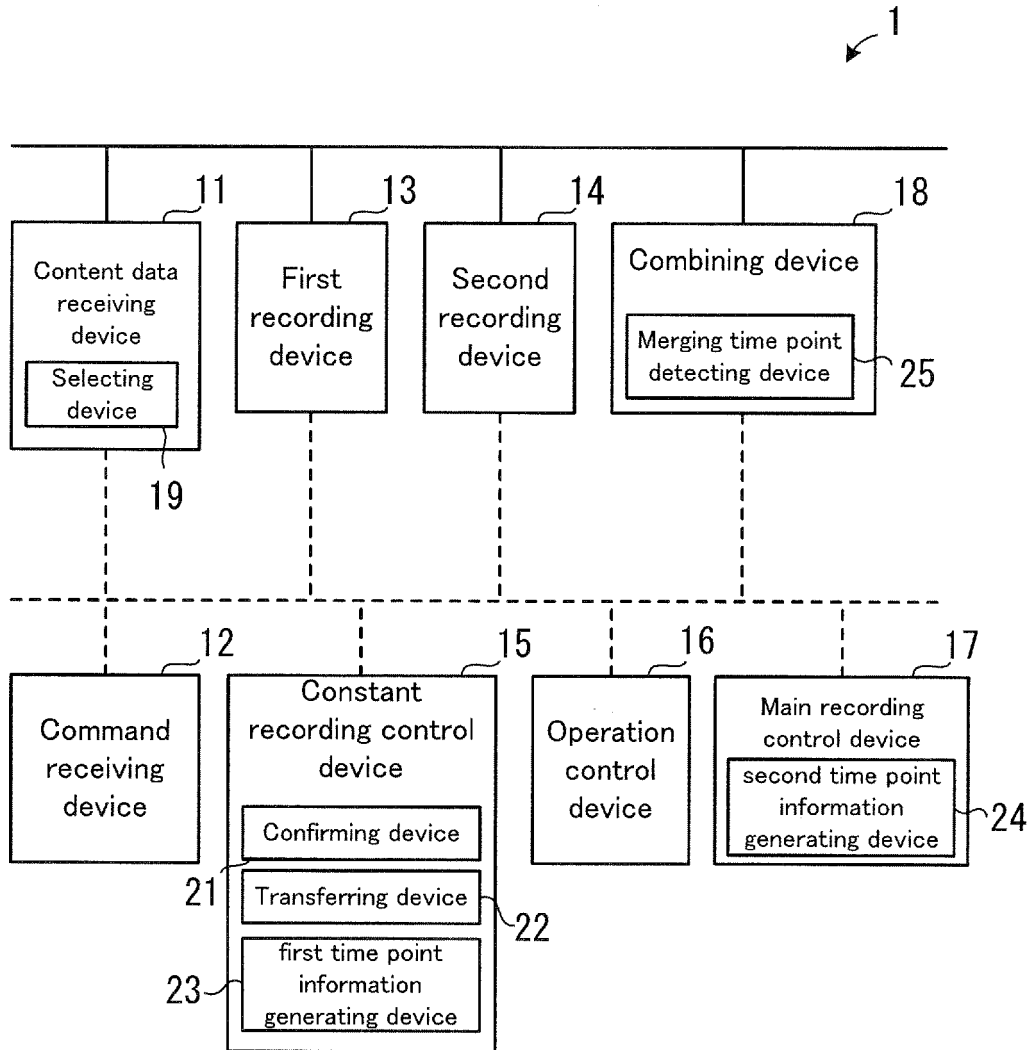 1
11
Content data
receiving
device
Selecting
device
19
13
First
recording
device
14
Second
recording
device
18
Combining device
Merging time point
detecting device
25
12
Command
receiving
device
15
Constant
recording control
device
Confirming device
21
Transferring device
22
first time point
information
generating device
23
16
Operation
control
device
17
Main recording
control device
second time point
information
generating device
24